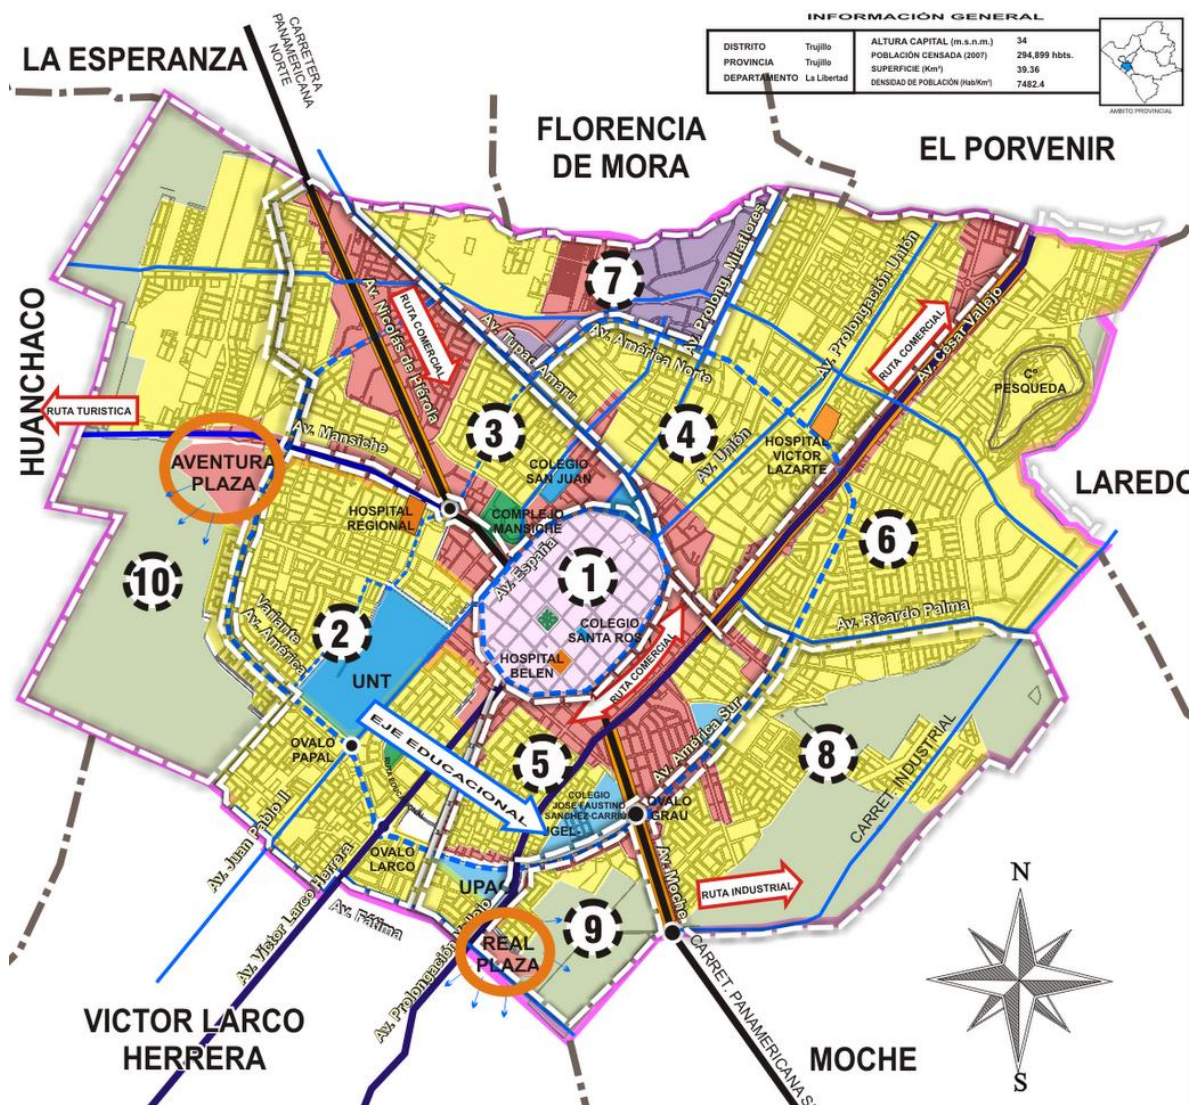 INFORMACIÓN GENERAL
DISTRITO Trujillo
PROVINCIA Trujillo
DEPARTAMENTO La Libertad
ALTURA CAPITAL (m.s.n.m.) 34
POBLACIÓN CENSADA (2007) 294,899 hbts.
SUPERFICIE (Km²) 39.36
DENSIDAD DE POBLACIÓN (Hab/Km²) 7482.4
AMBITO PROVINCIAL
LA ESPERANZA
CARRETERA
PANAMERICANA
NORTE
FLORENCIA
DE MORA
EL PORVENIR
HUANCHACO
LAREDO
7
Av. Prolong. Miraflores
Av. Prolongación Unión
RUTA COMERCIAL
Av. Nicolás de Piérola
Av. Tupac Amaru
Av. América Norte
RUTA COMERCIAL
Av. César Vallejo
Cº
PESQUEDA
RUTA TURISTICA
Av. Mansiche
3
4
Av. Unión
HOSPITAL
VICTOR
LAZARTE
AVENTURA
PLAZA
COLEGIO
SAN JUAN
HOSPITAL
REGIONAL
COMPLEJO
MANSICHE
Av. España
6
10
1
2
Variante
Av. América
COLEGIO
SANTA ROSA
Av. Ricardo Palma
HOSPITAL
BELEN
RUTA COMERCIAL
UNT
OVALO
PAPAL
EJE EDUCACIONAL
5
Av. América Sur
8
CARRET. INDUSTRIAL
COLEGIO
JOSE FAUSTINO
SANCHEZ CARRIO
OVALO
GRAU
Av. Juan Pablo II
OVALO
LARCO
UPAO
Av. Moche
RUTA INDUSTRIAL
Av. Victor Larco Herrera
Av. Fátima
Av. Prolongación Vallejo
REAL
PLAZA
9
CARRET. PANAMERICANA S
VICTOR LARCO
HERRERA
MOCHE
N
S